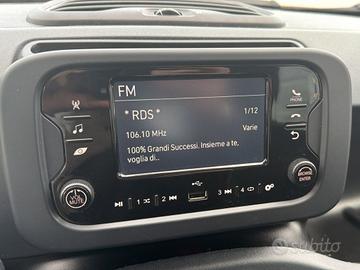 FM
* RDS *
1/12
106.10 MHz
Varie
100% Grandi Successi. Insieme a te,
voglia di..
PHONE
MUTE
BROWSE
ENTER
1 2
3 4
subito